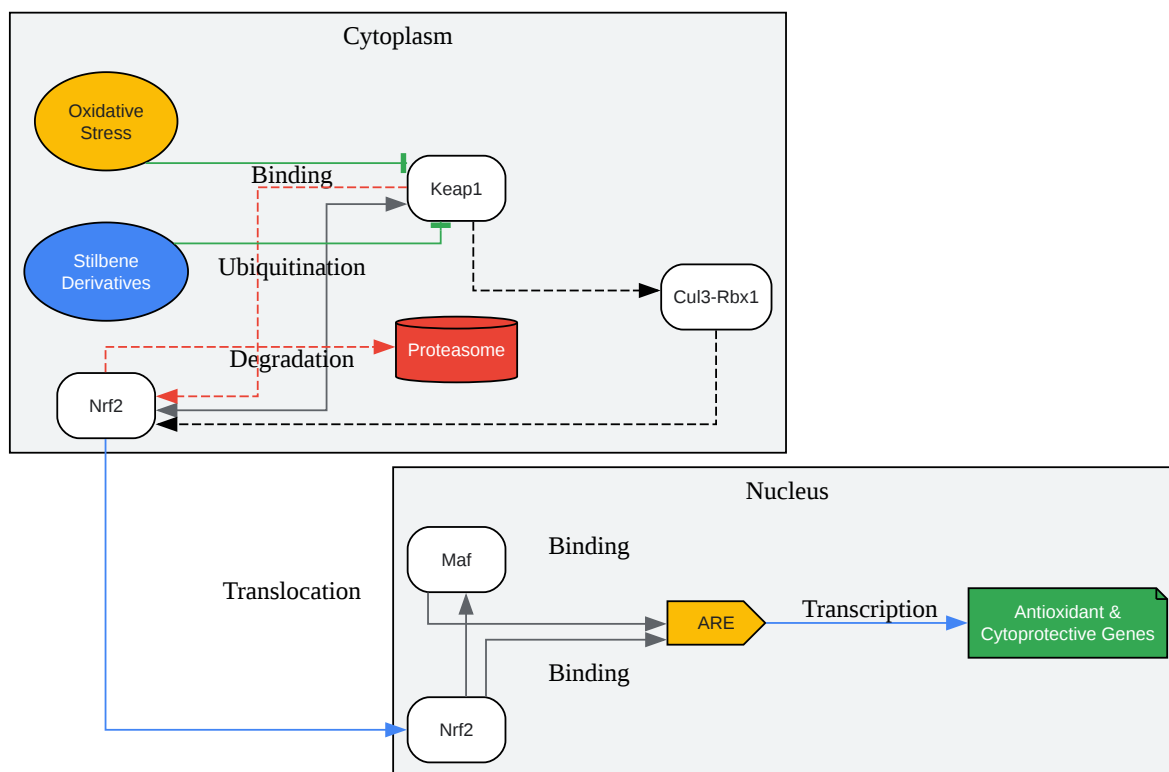 Cytoplasm
Oxidative
Stress
Binding
Keap1
Stilbene
Derivatives
Ubiquitination
Cul3-Rbx1
Degradation
Proteasome
Nrf2
Nucleus
Maf
Binding
Translocation
ARE
Transcription
Antioxidant &
Cytoprotective Genes
Binding
Nrf2